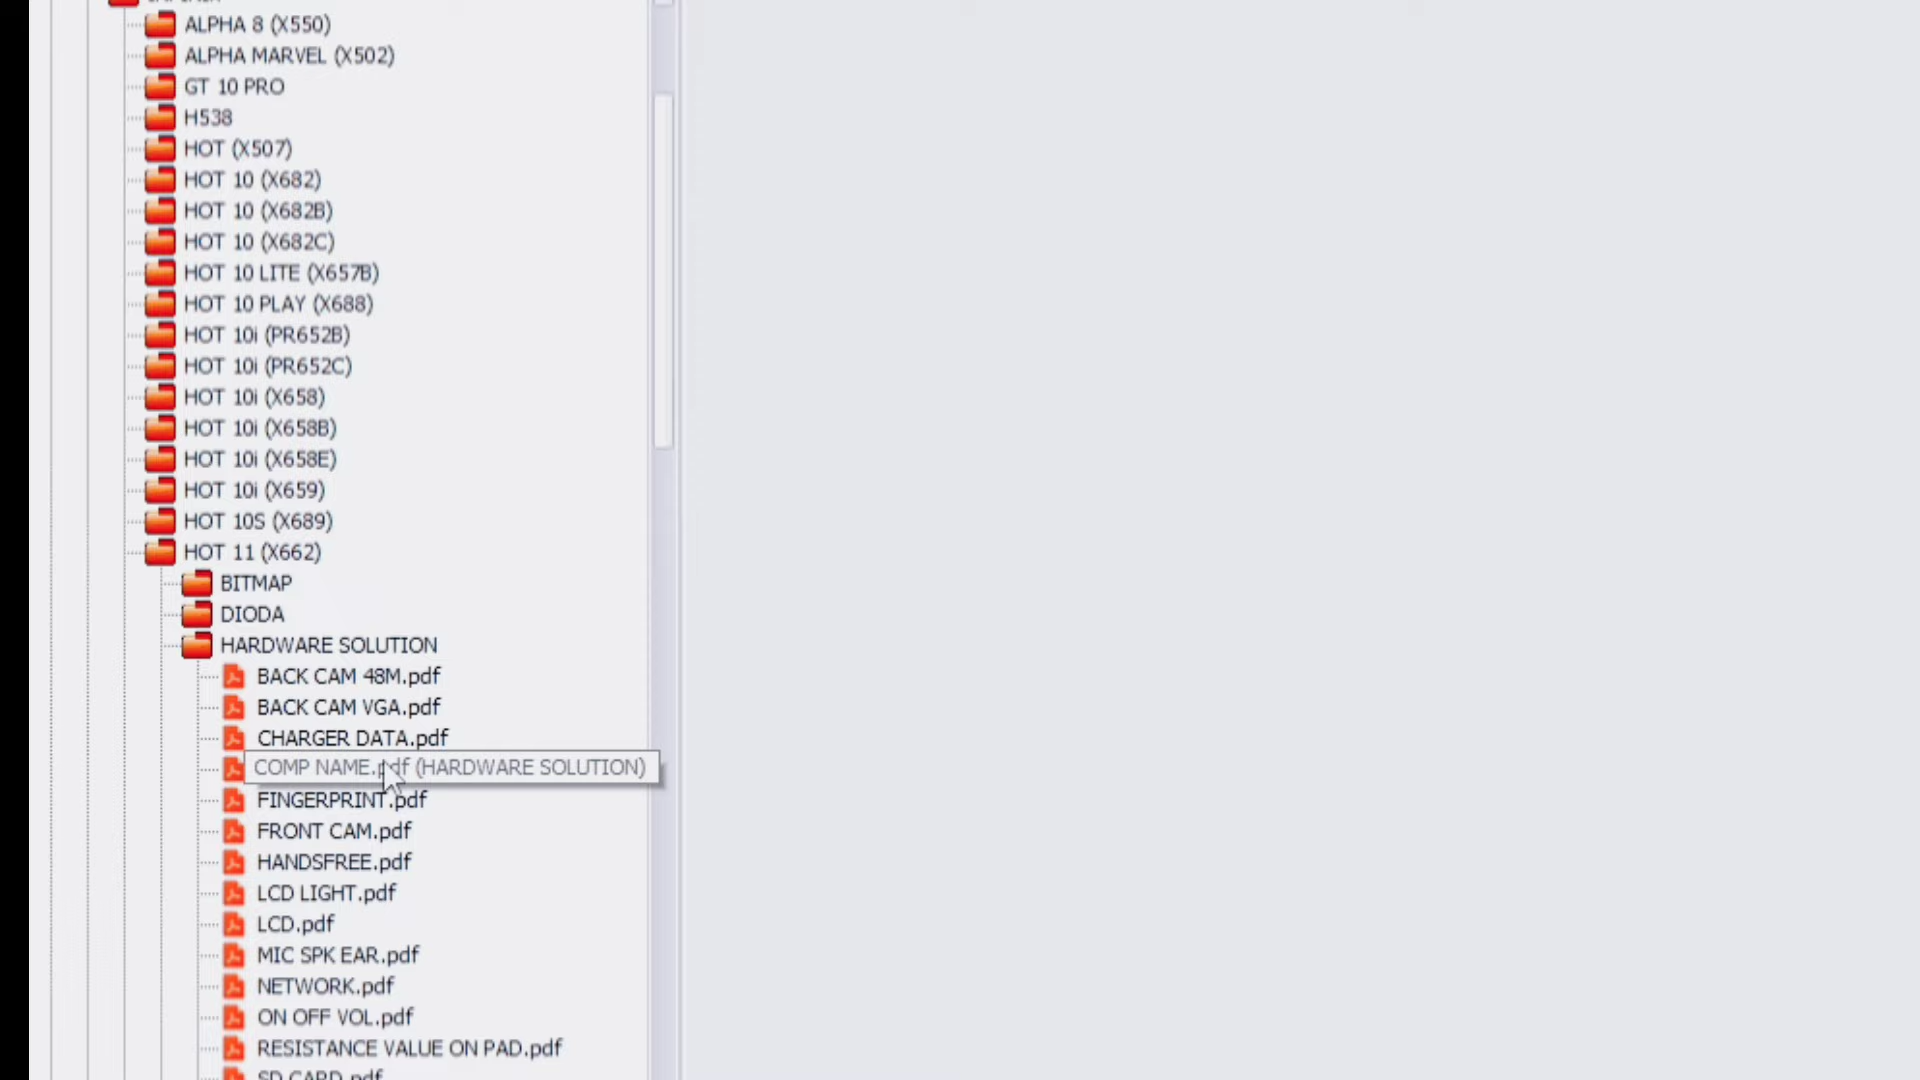 ALPHA 8 (X550)
ALPHA MARVEL (X502)
GT 10 PRO
H538
HOT (X507)
HOT 10 (X682)
HOT 10 (X682B)
HOT 10 (X682C)
HOT 10 LITE (X657B)
HOT 10 PLAY (X688)
HOT 10i (PR652B)
HOT 10i (PR652C)
HOT 10i (X658)
HOT 10i (X658B)
HOT 10i (X658E)
HOT 10i (X659)
HOT 10S (X689)
HOT 11 (X662)
BITMAP
DIODA
HARDWARE SOLUTION
BACK CAM 48M.pdf
BACK CAM VGA.pdf
CHARGER DATA.pdf
COMP NAME.pdf (HARDWARE SOLUTION)
FINGERPRINT.pdf
FRONT CAM.pdf
HANDSFREE.pdf
LCD LIGHT.pdf
LCD.pdf
MIC SPK EAR.pdf
NETWORK.pdf
ON OFF VOL.pdf
RESISTANCE VALUE ON PAD.pdf
SD CARD.pdf